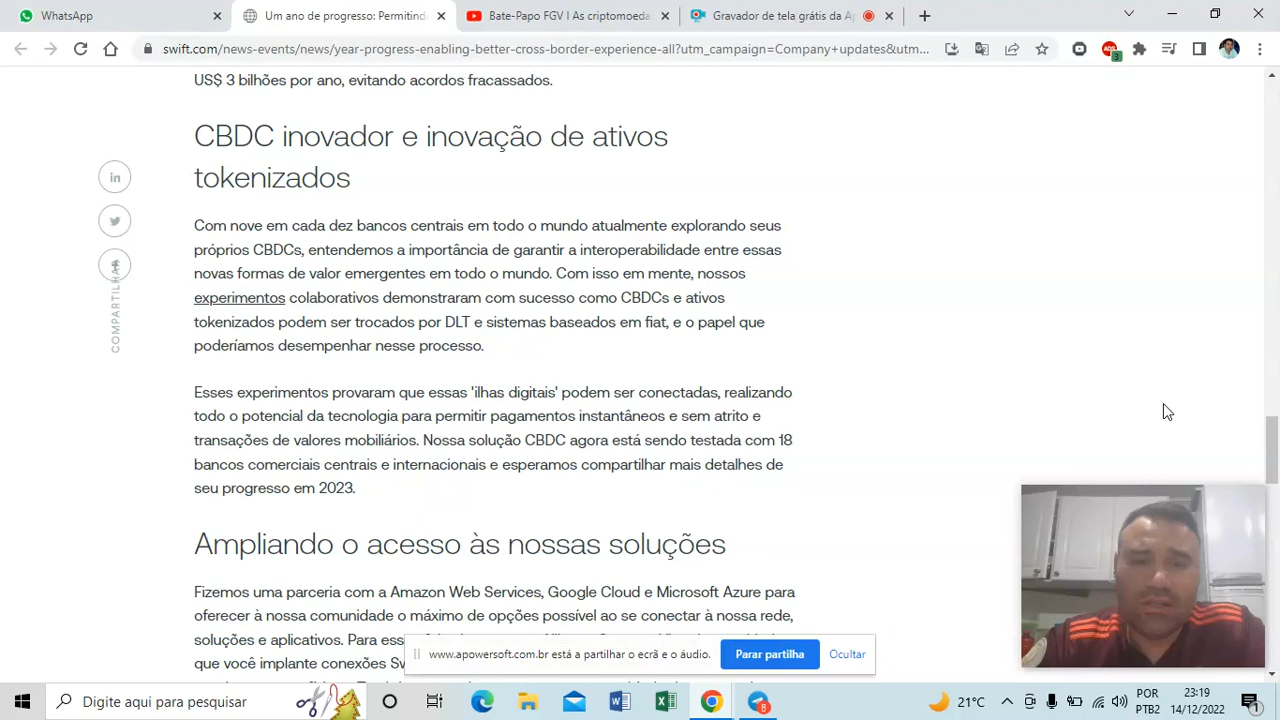 WhatsApp
Um ano de progresso: Permitind
Bate-Papo FGV I As criptomoeda
Gravador de tela grátis da Ap
swift.com/news-events/news/year-progress-enabling-better-cross-border-experience-all?utm_campaign=Company+updates&utm...
ADS
3
US$ 3 bilhões por ano, evitando acordos fracassados.
CBDC inovador e inovação de ativos
tokenizados
in
Com nove em cada dez bancos centrais em todo o mundo atualmente explorando seus
próprios CBDCs, entendemos a importância de garantir a interoperabilidade entre essas
novas formas de valor emergentes em todo o mundo. Com isso em mente, nossos
experimentos colaborativos demonstraram com sucesso como CBDCs e ativos
tokenizados podem ser trocados por DLT e sistemas baseados em fiat, e o papel que
poderíamos desempenhar nesse processo.
COMPARTILHAR
Esses experimentos provaram que essas 'ilhas digitais' podem ser conectadas, realizando
todo o potencial da tecnologia para permitir pagamentos instantâneos e sem atrito e
transações de valores mobiliários. Nossa solução CBDC agora está sendo testada com 18
bancos comerciais centrais e internacionais e esperamos compartilhar mais detalhes de
seu progresso em 2023.
Ampliando o acesso às nossas soluções
Fizemos uma parceria com a Amazon Web Services, Google Cloud e Microsoft Azure para
oferecer à nossa comunidade o máximo de opções possível ao se conectar à nossa rede,
soluções e aplicativos. Para
que você implante conexões
www.apowersoft.com.br está a partilhar o ecrã e o áudio.
Parar partilha
Ocultar
Digite aqui para pesquisar
8
21°C
POR
PTB2
23:19
14/12/2022
1